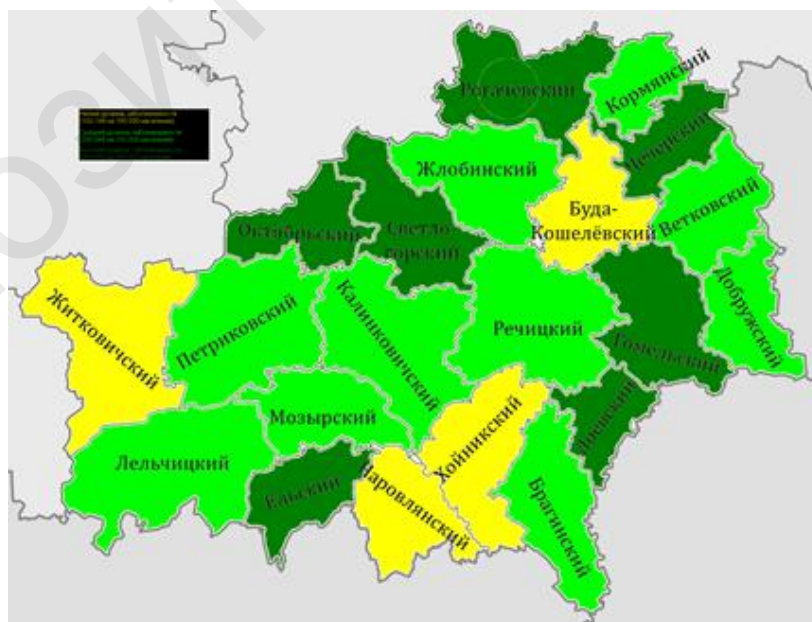 ОЗИТ
Рогачёвский
Кормянский
Чечерский
Жлобинский
Буда-
Кошелёвский
Ветковский
Октябрьский
Светло-
горский
Добрушский
Житковичский
Петриковский
Калинковичский
Речицкий
Гомельский
Мозырский
Хойникский
Лоевский
Лельчицкий
Ельский
Наровлянский
Брагинский